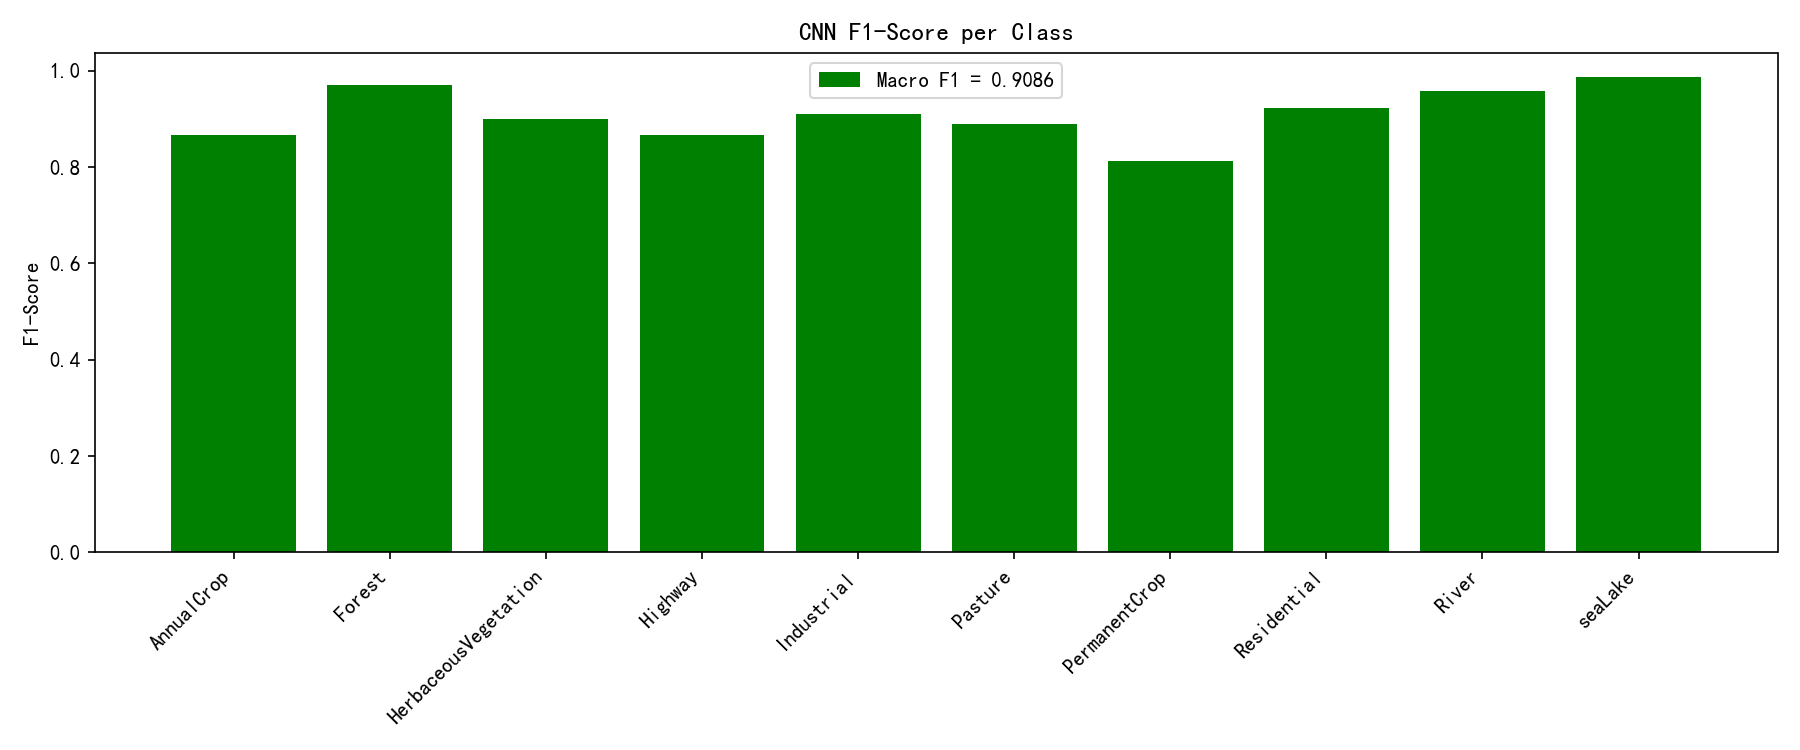 CNN F1-Score per Class
Macro F1 = 0.9086
F1-Score
1.0
0.8
0.6
0.4
0.2
0.0
AnnualCrop
Forest
HerbaceousVegetation
Highway
Industrial
Pasture
PermanentCrop
Residential
River
seaLake